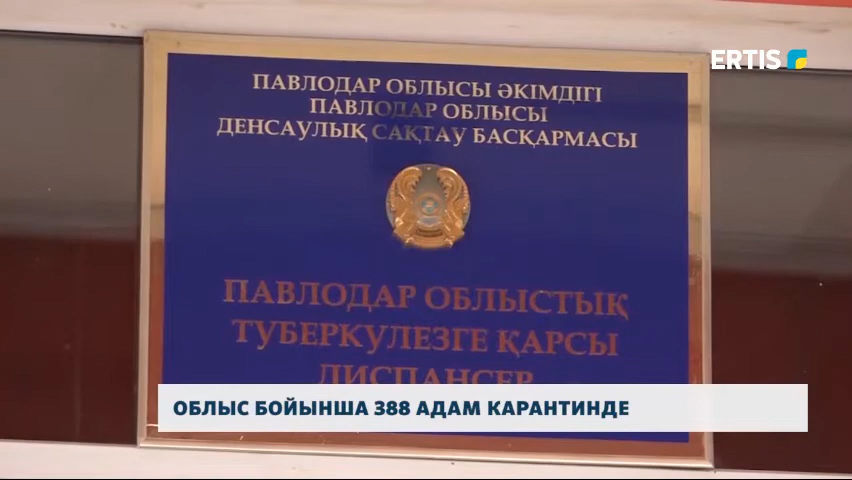 ERTIS
ПАВЛОДАР ОБЛЫСЫ ӘКІМДІГІ
ПАВЛОДАР ОБЛЫСЫ
ДЕНСАУЛЫҚ САҚТАУ БАСҚАРМАСЫ
ПАВЛОДАР ОБЛЫСТЫҚ
ТУБЕРКУЛЕЗГЕ ҚАРСЫ
ДИСПАНСЕР
ОБЛЫС БОЙЫНША 388 АДАМ КАРАНТИНДЕ